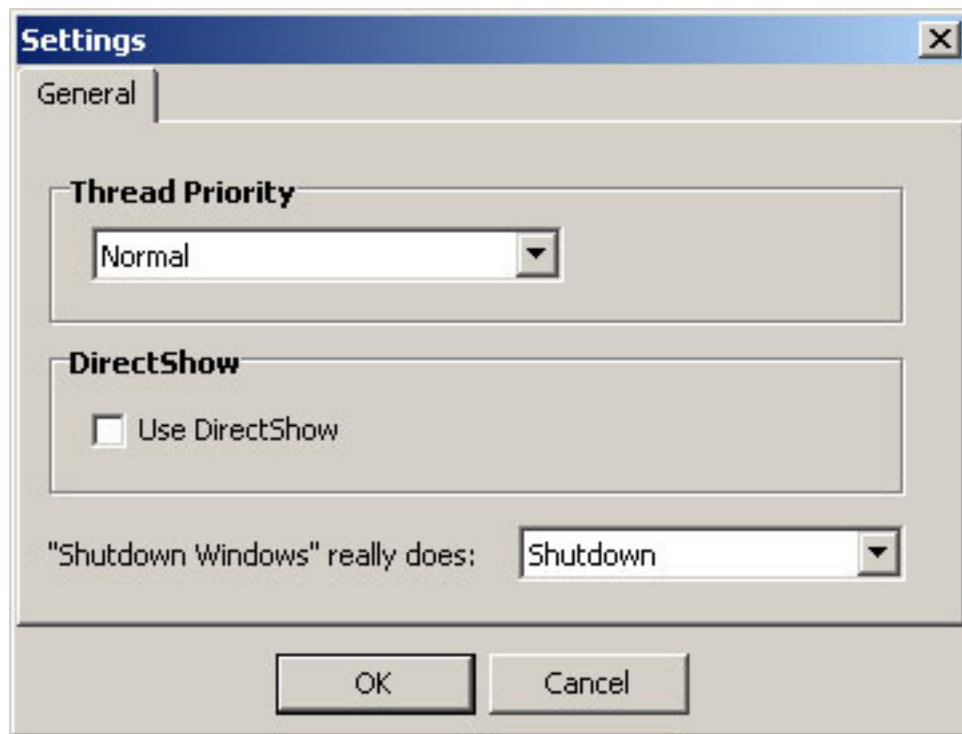 Settings
General
Thread Priority
Normal
DirectShow
Use DirectShow
"Shutdown Windows" really does: Shutdown
OK Cancel